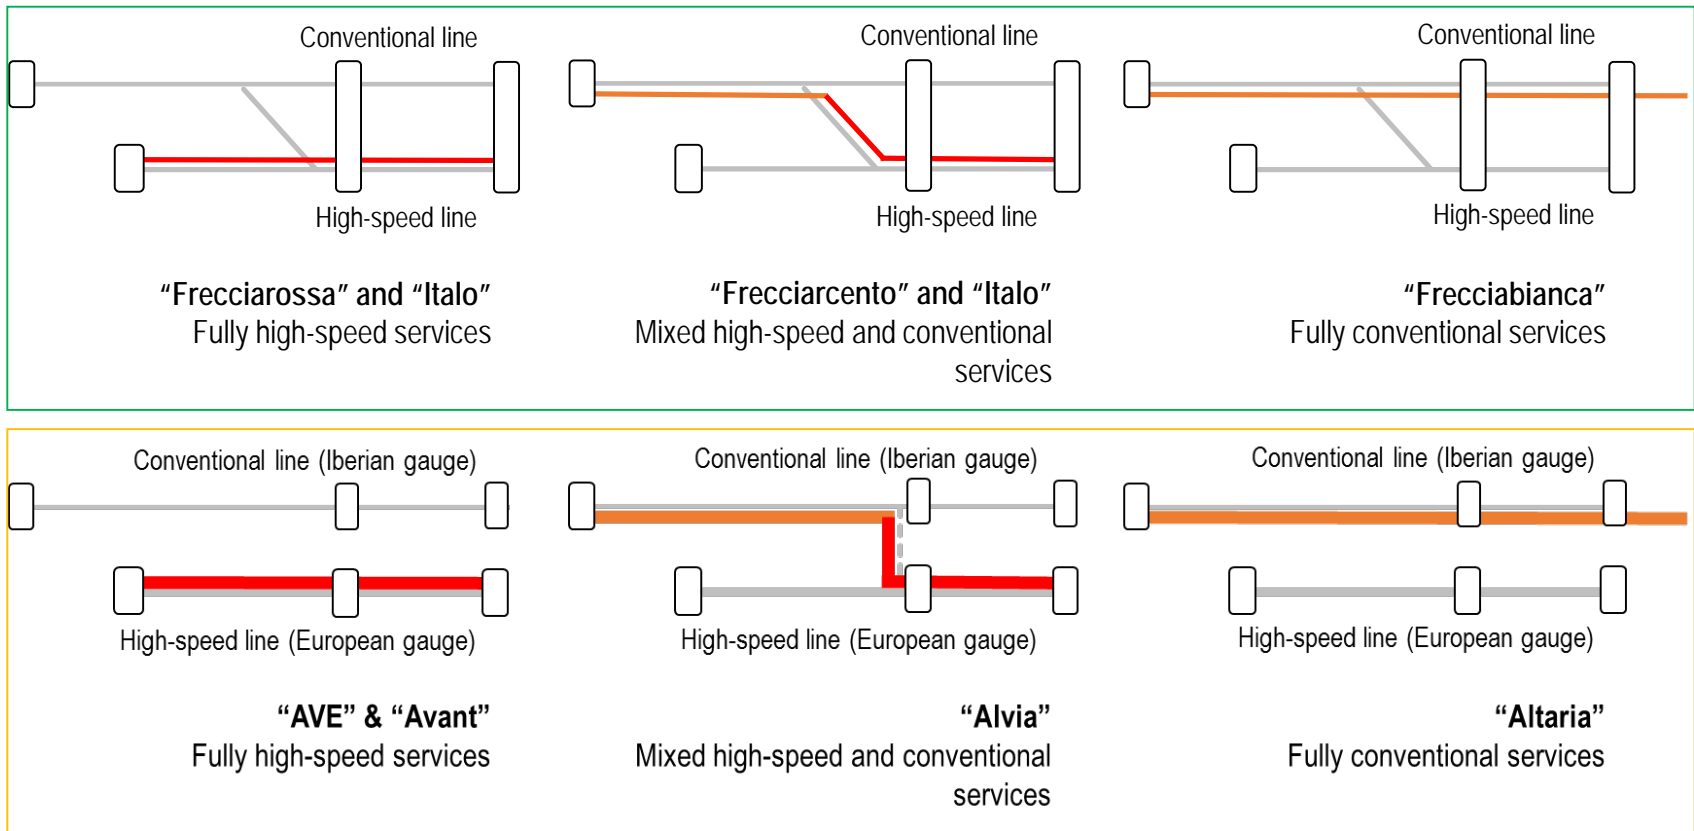 Conventional line
High-speed line
“Frecciarossa” and “Italo”
Fully high-speed services
Conventional line
High-speed line
“Frecciarcento” and “Italo”
Mixed high-speed and conventional
services
Conventional line
High-speed line
“Frecciabianca”
Fully conventional services
Conventional line (Iberian gauge)
High-speed line (European gauge)
“AVE” & “Avant”
Fully high-speed services
Conventional line (Iberian gauge)
High-speed line (European gauge)
“Alvia”
Mixed high-speed and conventional
services
Conventional line (Iberian gauge)
High-speed line (European gauge)
“Altaria”
Fully conventional services